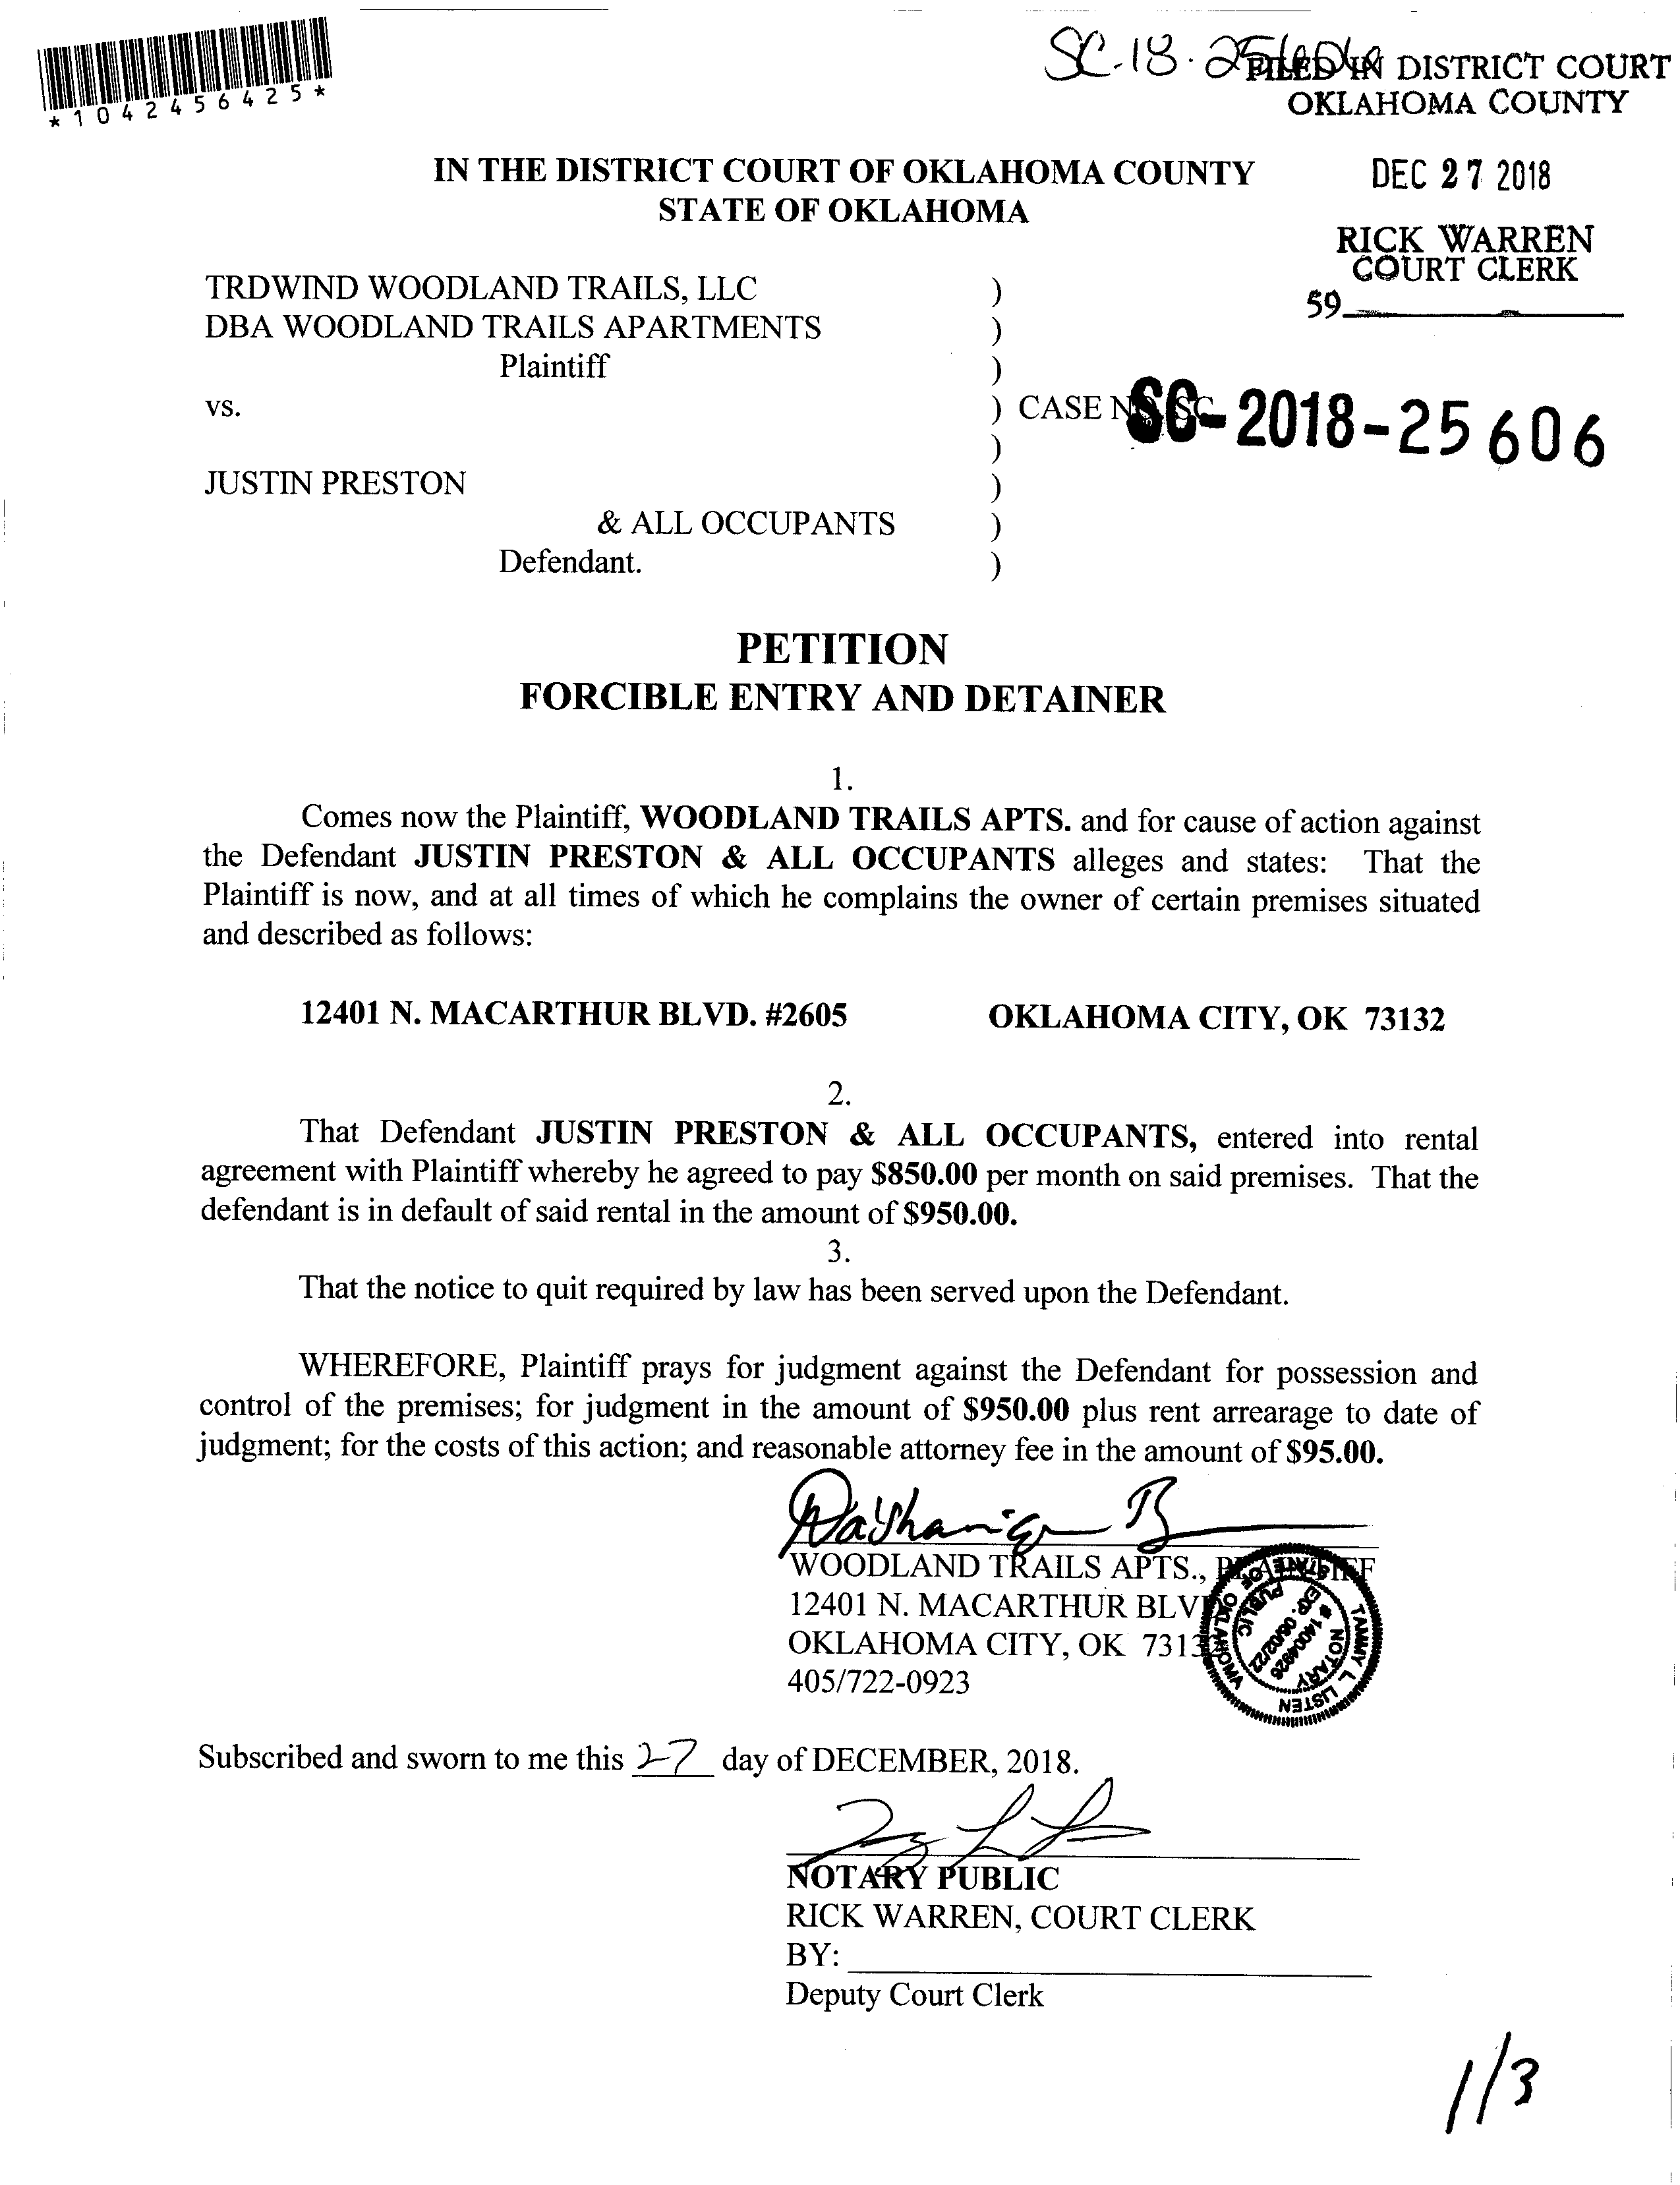 *1042456425*
SC-18-25606
FILED IN DISTRICT COURT
OKLAHOMA COUNTY
IN THE DISTRICT COURT OF OKLAHOMA COUNTY
STATE OF OKLAHOMA
DEC 27 2018
RICK WARREN
COURT CLERK
59
TRDWIND WOODLAND TRAILS, LLC )
DBA WOODLAND TRAILS APARTMENTS )
Plaintiff )
vs. ) CASE NO. SC
SC-2018-25606
)
JUSTIN PRESTON )
& ALL OCCUPANTS )
Defendant. )
PETITION
FORCIBLE ENTRY AND DETAINER
1.
Comes now the Plaintiff, WOODLAND TRAILS APTS. and for cause of action against
the Defendant JUSTIN PRESTON & ALL OCCUPANTS alleges and states: That the
Plaintiff is now, and at all times of which he complains the owner of certain premises situated
and described as follows:
12401 N. MACARTHUR BLVD. #2605 OKLAHOMA CITY, OK 73132
2.
That Defendant JUSTIN PRESTON & ALL OCCUPANTS, entered into rental
agreement with Plaintiff whereby he agreed to pay $850.00 per month on said premises. That the
defendant is in default of said rental in the amount of $950.00.
3.
That the notice to quit required by law has been served upon the Defendant.
WHEREFORE, Plaintiff prays for judgment against the Defendant for possession and
control of the premises; for judgment in the amount of $950.00 plus rent arrearage to date of
judgment; for the costs of this action; and reasonable attorney fee in the amount of $95.00.
WOODLAND TRAILS APTS., PLAINTIFF
12401 N. MACARTHUR BLVD
OKLAHOMA CITY, OK 73132
405/722-0923
TAMMY L. LISTEN
STATE OF OKLAHOMA
NOTARY
PUBLIC
# 14004926
EXP. 06/02/22
Subscribed and sworn to me this 27 day of DECEMBER, 2018.
NOTARY PUBLIC
RICK WARREN, COURT CLERK
BY:
Deputy Court Clerk
1/3